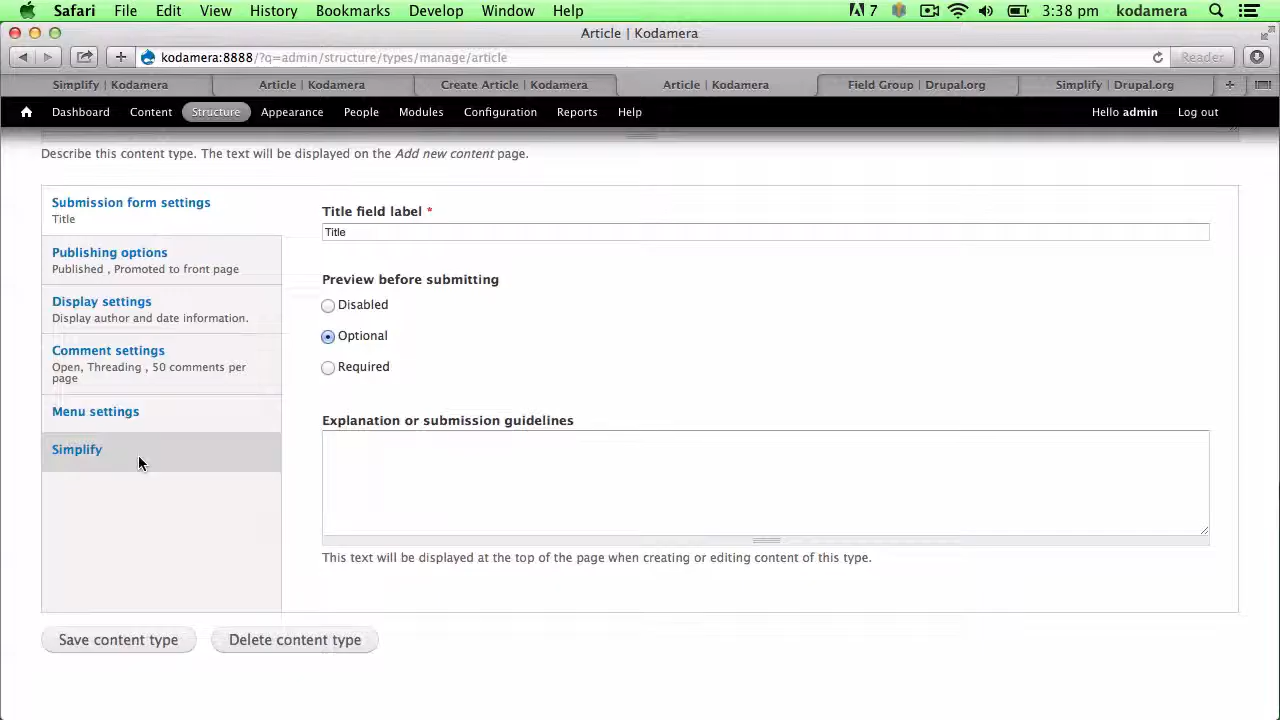 Safari File Edit View History Bookmarks Develop Window Help 7 3:38 pm kodamera
Article | Kodamera
kodamera:8888/?q=admin/structure/types/manage/article Reader
Simplify | Kodamera Article | Kodamera Create Article | Kodamera Article | Kodamera Field Group | Drupal.org Simplify | Drupal.org +
Dashboard Content Structure Appearance People Modules Configuration Reports Help Hello admin Log out
Describe this content type. The text will be displayed on the Add new content page.
Submission form settings
Title
Publishing options
Published , Promoted to front page
Display settings
Display author and date information.
Comment settings
Open, Threading , 50 comments per
page
Menu settings
Simplify
Title field label *
Title
Preview before submitting
Disabled
Optional
Required
Explanation or submission guidelines
This text will be displayed at the top of the page when creating or editing content of this type.
Save content type Delete content type